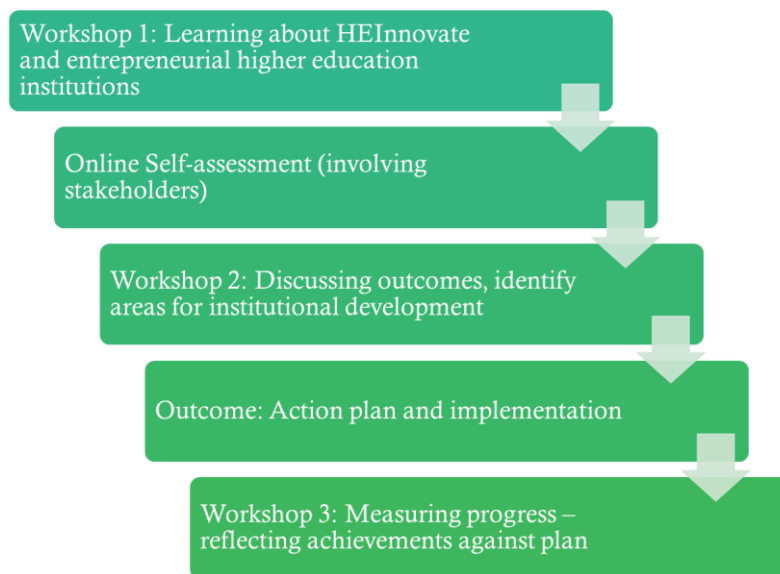 Workshop 1: Learning about HEInnovate
and entrepreneurial higher education
institutions
Online Self-assessment (involving
stakeholders)
Workshop 2: Discussing outcomes, identify
areas for institutional development
Outcome: Action plan and implementation
Workshop 3: Measuring progress –
reflecting achievements against plan